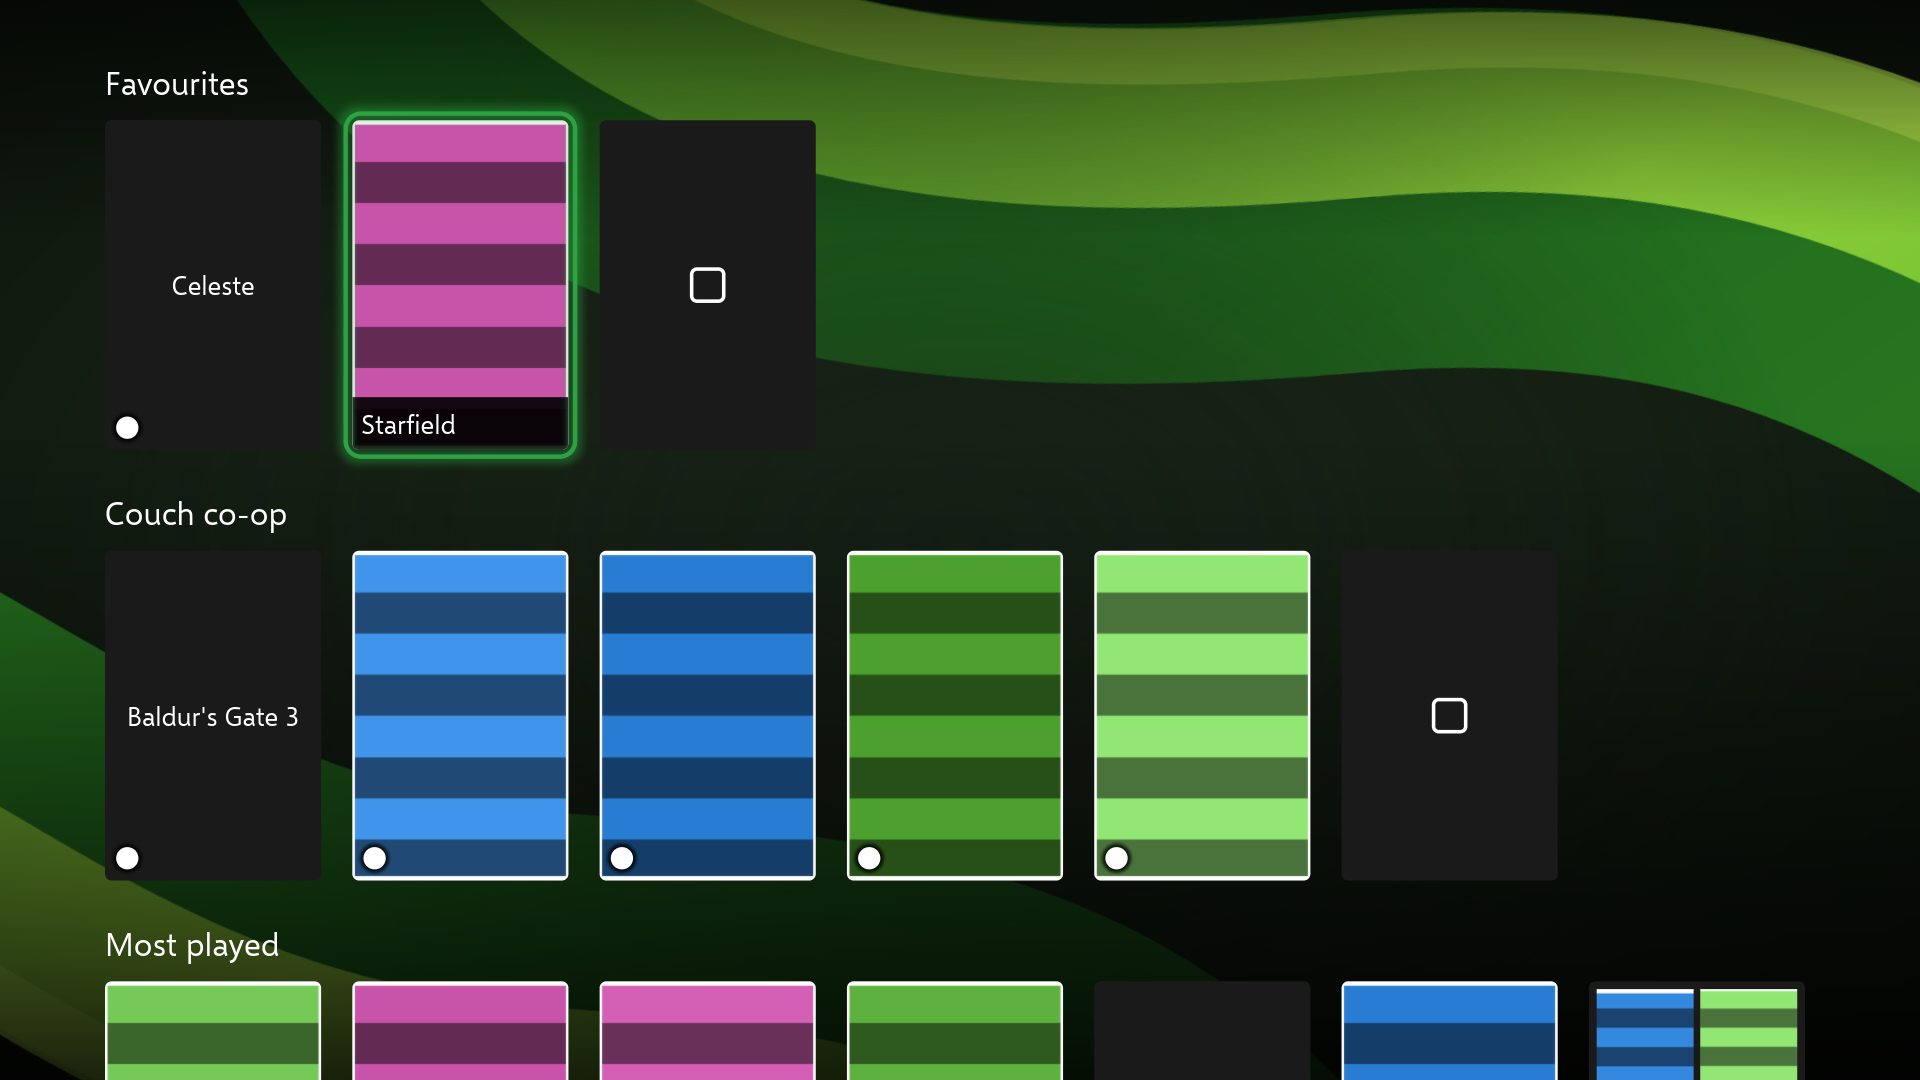 Favourites
Celeste
Starfield
Couch co-op
Baldur's Gate 3
Most played